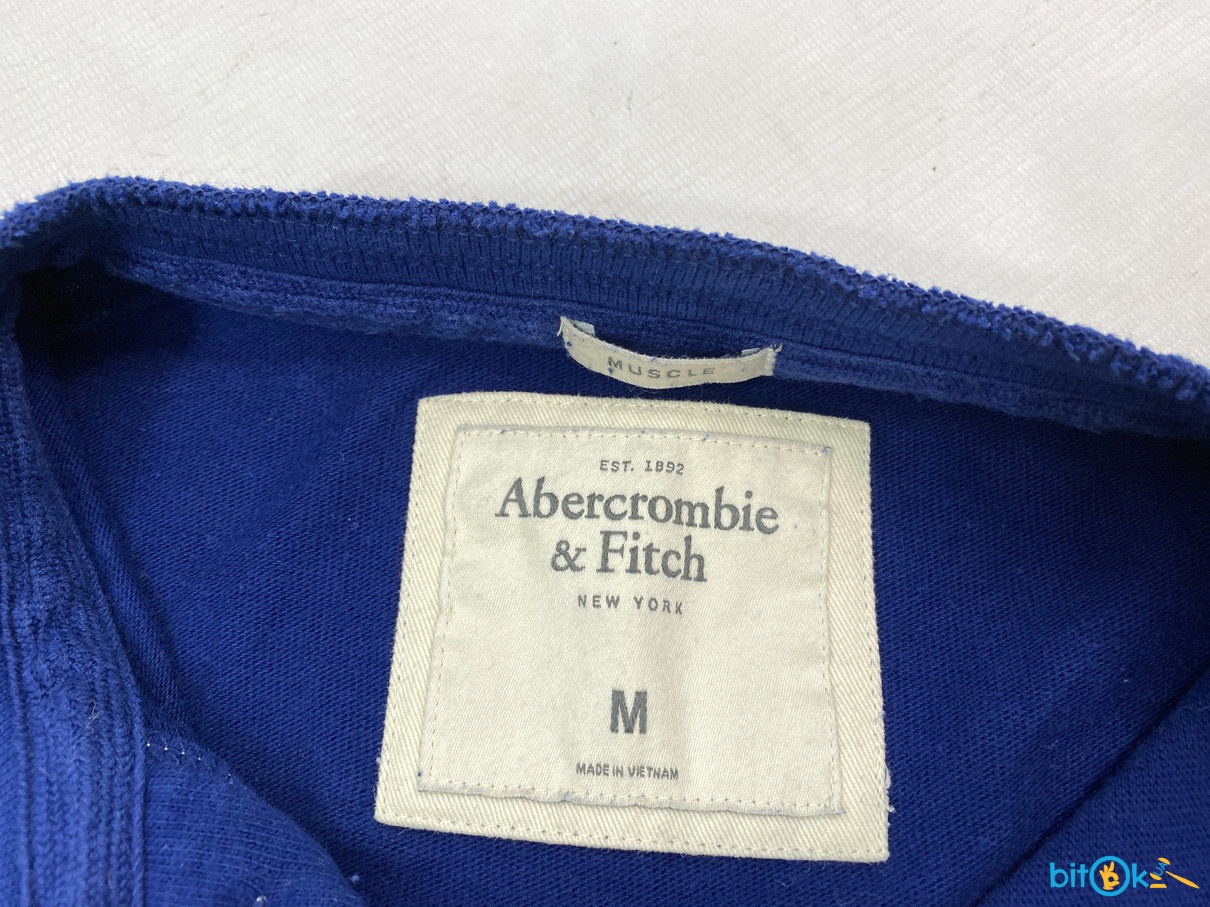 MUSCLE
EST. 1892
Abercrombie
& Fitch
NEW YORK
M
MADE IN VIETNAM
bitOk